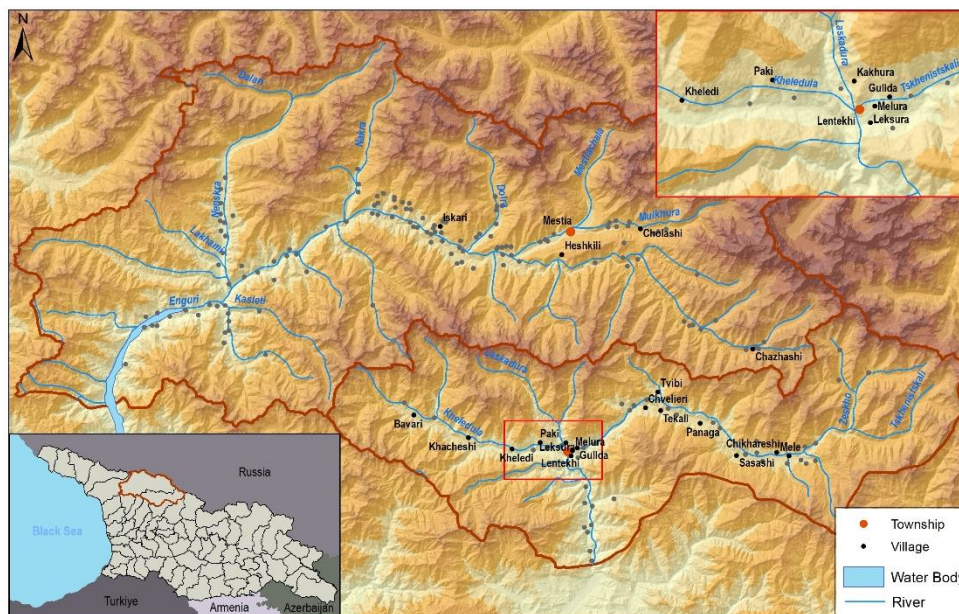 N
Dalah
Nakra
Nenskra
Lakhami
Dolra
Mestiachala
Iskari
Mestia
Heshkili
Mulkhura
Cholashi
Enguri
Kasleti
Chazhashi
Laskadura
Paki
Kheledula
Kakhura
Tskhenistskali
Gulida
Kheledi
Melura
Lentekhi
Leksura
Laskadura
Tvibi
Chvelieri
Tekali
Zeskho
Tskhenistskali
Kheledula
Bavari
Panaga
Khacheshi
Paki
Melura
Chikhareshi
Mele
Kheledi
Leksura
Gulida
Sasashi
Lentekhi
Russia
Black Sea
Turkiye
Armenia
Azerbaijan
Township
Village
Water Body
River